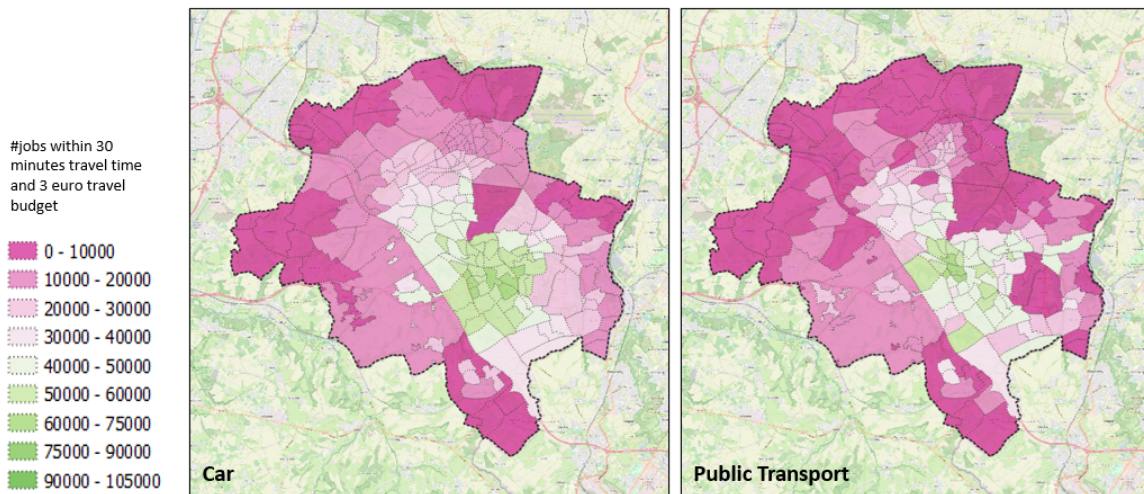 #jobs within 30
minutes travel time
and 3 euro travel
budget
0 - 10000
10000 - 20000
20000 - 30000
30000 - 40000
40000 - 50000
50000 - 60000
60000 - 75000
75000 - 90000
90000 - 105000
Car
Public Transport